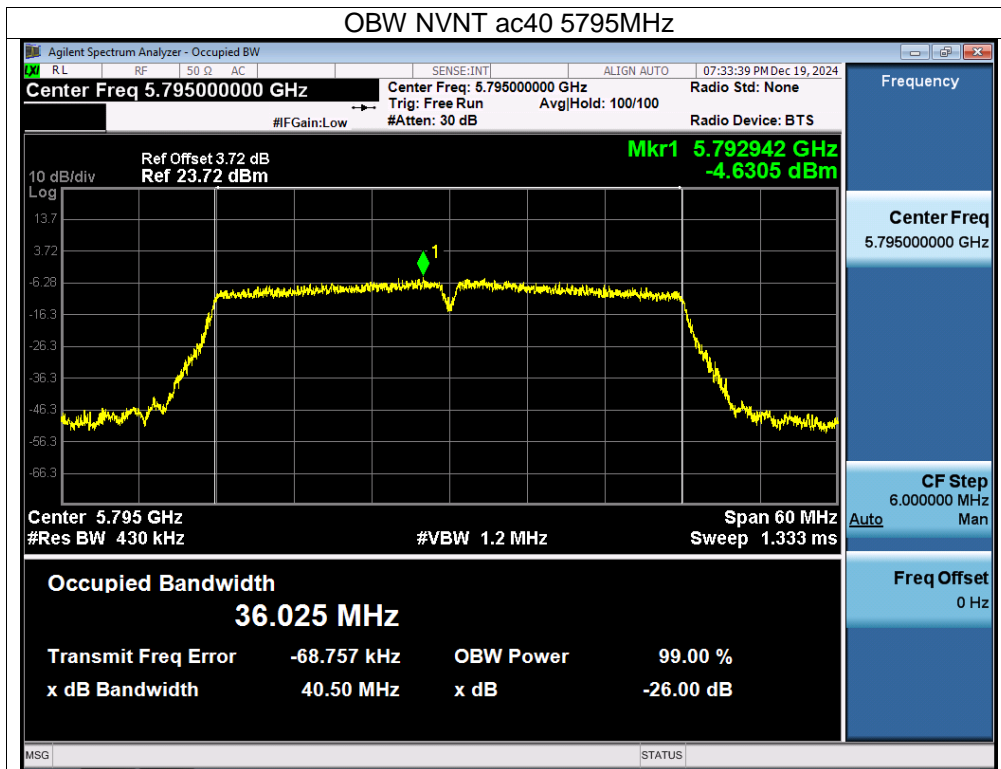 OBW NVNT ac40 5795MHz
Agilent Spectrum Analyzer - Occupied BW
LXI RL RF 50 Ω AC SENSE:INT ALIGN AUTO 07:33:39 PM Dec 19, 2024
Center Freq 5.795000000 GHz
Center Freq: 5.795000000 GHz Radio Std: None
Trig: Free Run Avg|Hold: 100/100
#IFGain:Low #Atten: 30 dB Radio Device: BTS
Mkr1 5.792942 GHz
-4.6305 dBm
Ref Offset 3.72 dB
10 dB/div Ref 23.72 dBm
Log
13.7
3.72
-6.28
-16.3
-26.3
-36.3
-46.3
-56.3
-66.3
1
Center 5.795 GHz Span 60 MHz
#Res BW 430 kHz #VBW 1.2 MHz Sweep 1.333 ms
Occupied Bandwidth
36.025 MHz
Transmit Freq Error -68.757 kHz OBW Power 99.00 %
x dB Bandwidth 40.50 MHz x dB -26.00 dB
Frequency
Center Freq
5.795000000 GHz
CF Step
6.000000 MHz
Auto Man
Freq Offset
0 Hz
MSG STATUS